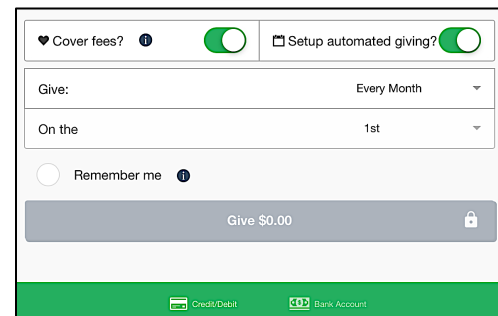 Cover fees? Setup automated giving?
Give: Every Month
On the 1st
Remember me
Give $0.00
Credit/Debit Bank Account